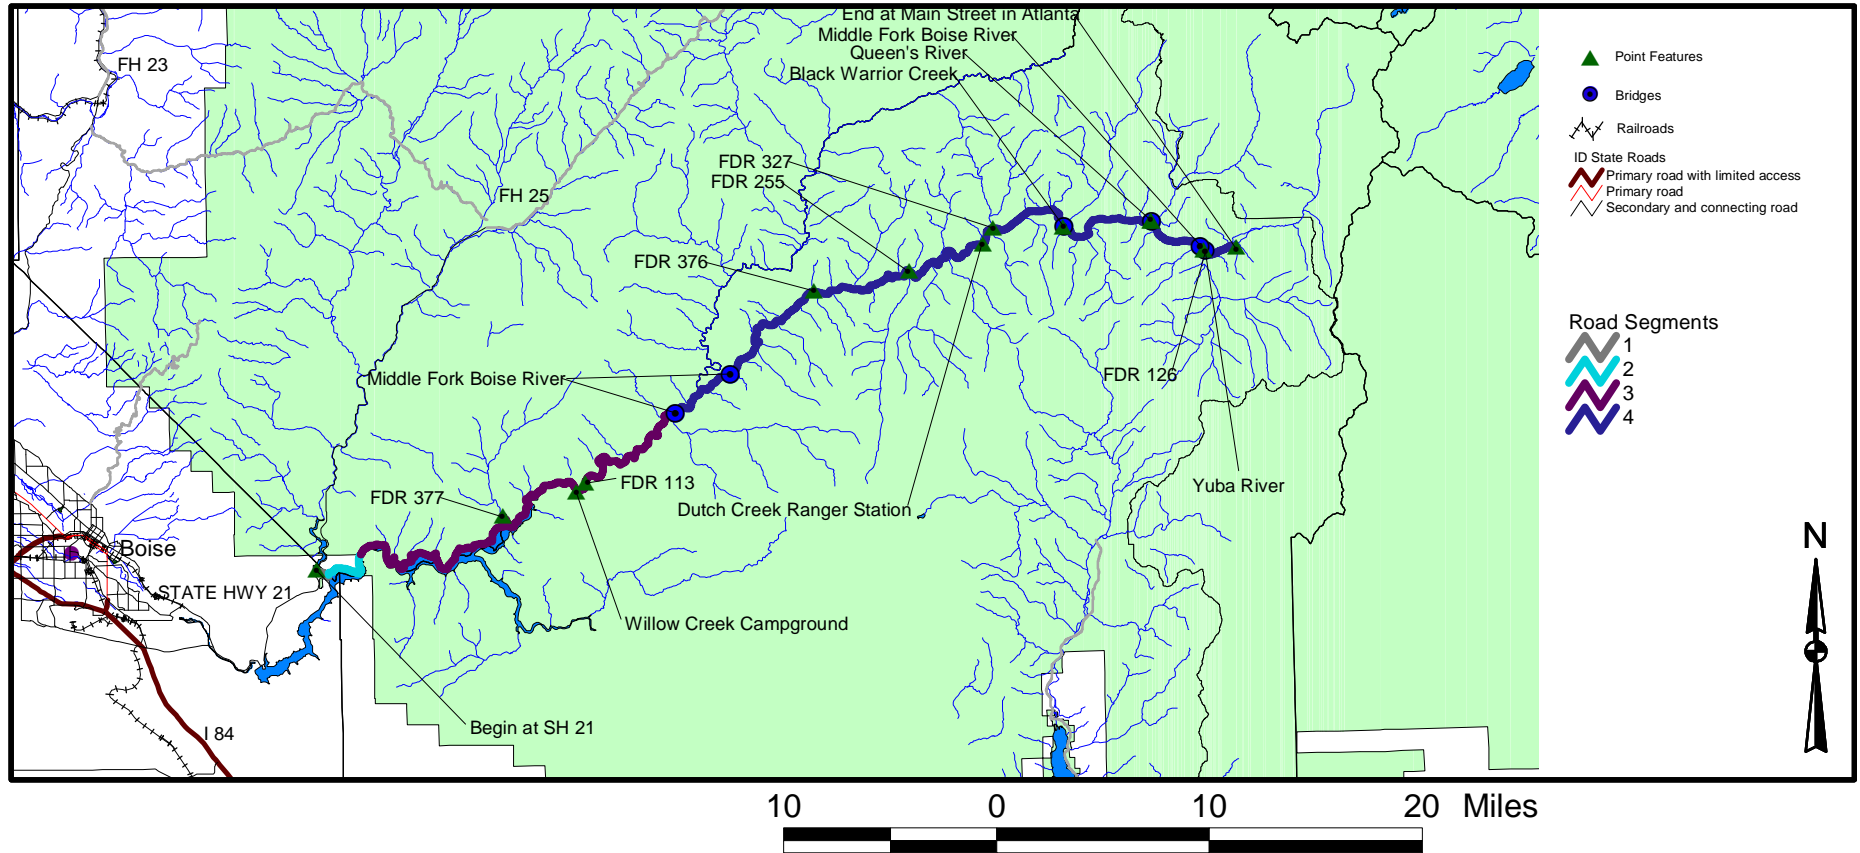 End at Main Street in Atlanta
Middle Fork Boise River
Queen's River
Black Warrior Creek
FH 23
FDR 327
FDR 255
FH 25
FDR 376
Middle Fork Boise River
FDR 126
FDR 377
FDR 113
Yuba River
Dutch Creek Ranger Station
Boise
STATE HWY 21
Willow Creek Campground
Begin at SH 21
I 84
Point Features
Bridges
Railroads
ID State Roads
Primary road with limited access
Primary road
Secondary and connecting road
Road Segments
1
2
3
4
N
10 0 10 20 Miles